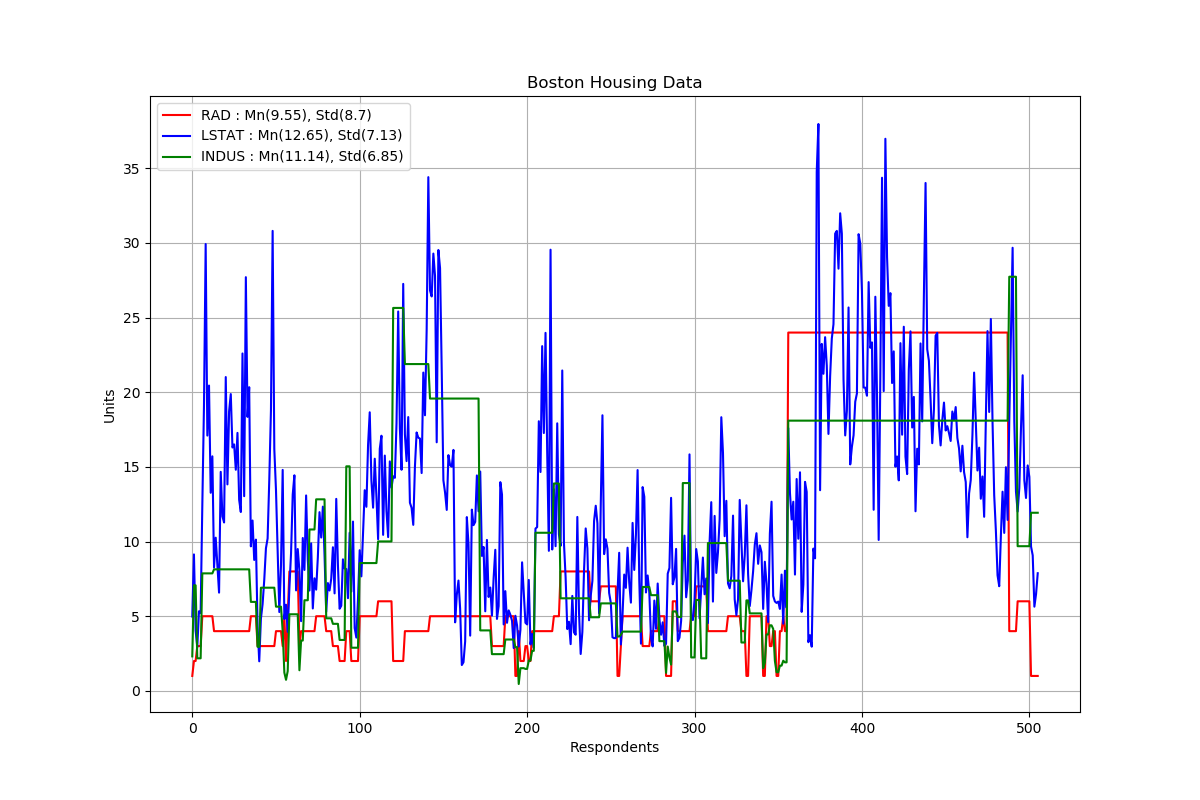 Boston Housing Data
RAD : Mn(9.55), Std(8.7)
LSTAT : Mn(12.65), Std(7.13)
INDUS : Mn(11.14), Std(6.85)
35
30
25
20
15
10
5
0
Units
0 100 200 300 400 500
Respondents